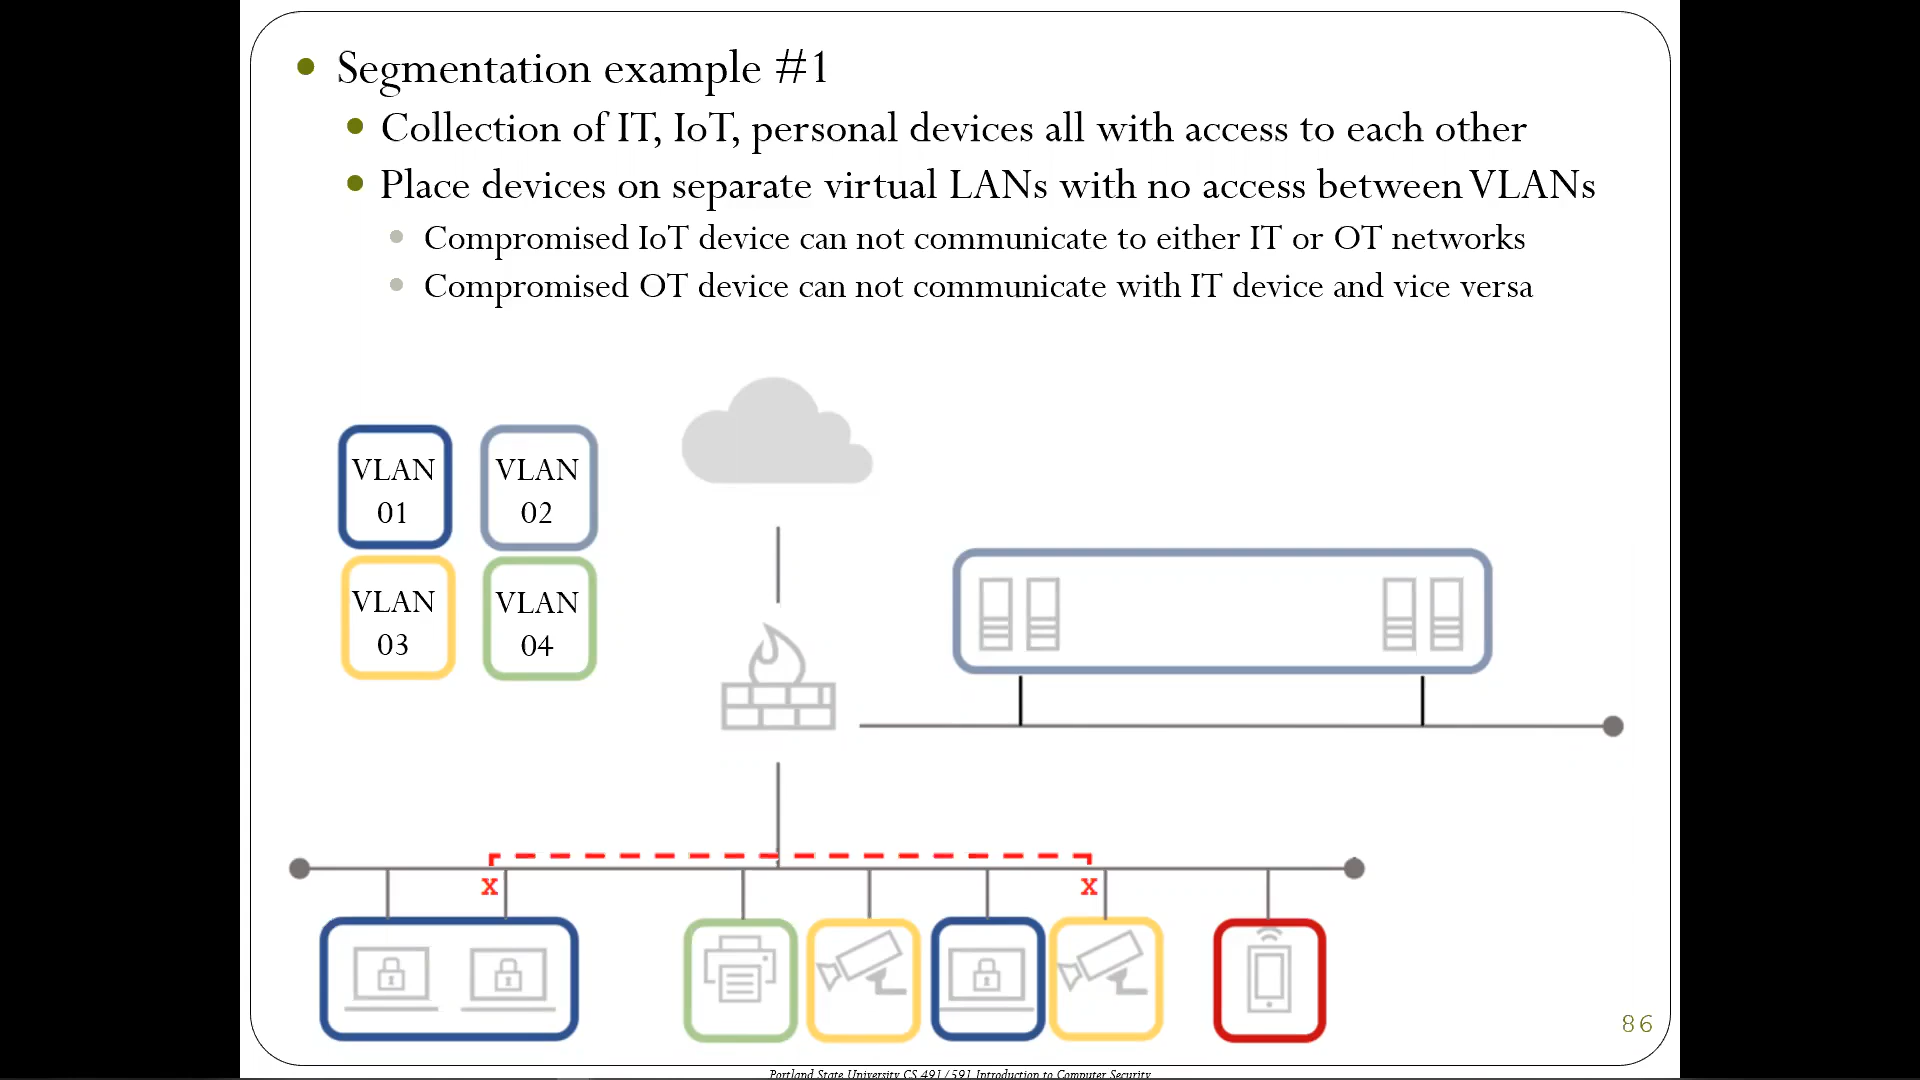 Segmentation example #1
Collection of IT, IoT, personal devices all with access to each other
Place devices on separate virtual LANs with no access between VLANs
Compromised IoT device can not communicate to either IT or OT networks
Compromised OT device can not communicate with IT device and vice versa
VLAN
01
VLAN
02
VLAN
03
VLAN
04
x
x
86
Portland State University CS 491/591 Introduction to Computer Security